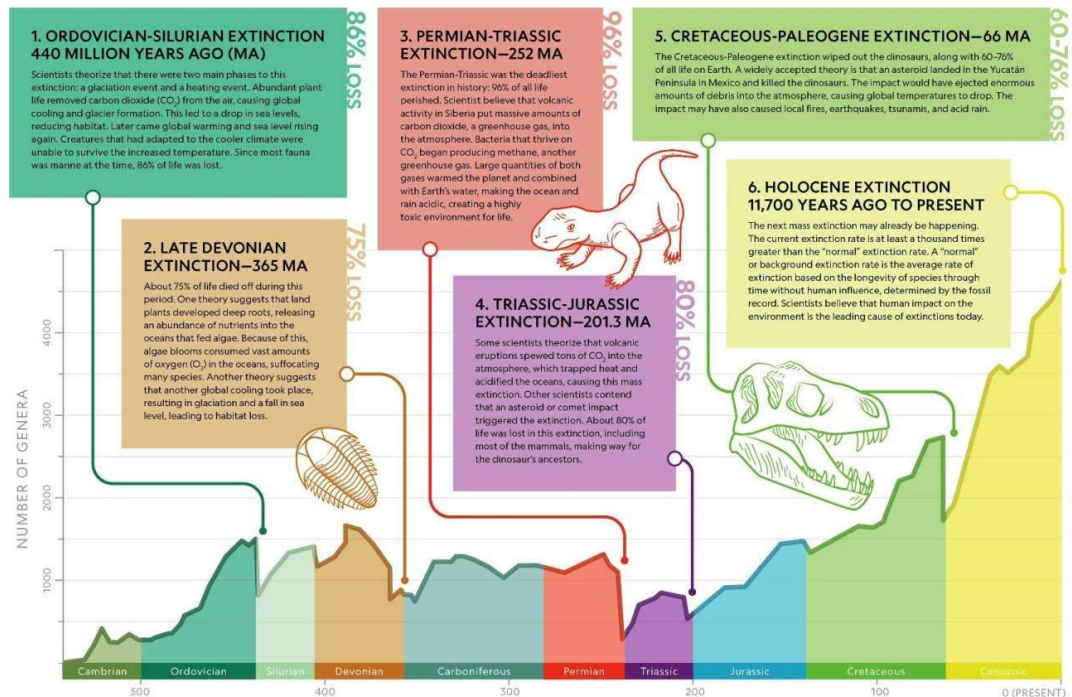 1. ORDOVICIAN-SILURIAN EXTINCTION
440 MILLION YEARS AGO (MA)
Scientists theorize that there were two main phases to this
extinction: a glaciation event and a heating event. Abundant plant
life removed carbon dioxide (CO₂) from the air, causing global
cooling and glacier formation. This led to a drop in sea levels,
reducing habitat. Later came global warming and sea level rising
again. Creatures that had adapted to the cooler climate were
unable to survive the increased temperature. Since most fauna
was marine at the time, 86% of life was lost.
86% LOSS
2. LATE DEVONIAN
EXTINCTION—365 MA
About 75% of life died off during this
period. One theory suggests that land
plants developed deep roots, releasing
an abundance of nutrients into the
oceans that fed algae. Because of this,
algae blooms consumed vast amounts
of oxygen (O₂) in the oceans, suffocating
many species. Another theory suggests
that another global cooling took place,
resulting in glaciation and a fall in sea
level, leading to habitat loss.
75% LOSS
3. PERMIAN-TRIASSIC
EXTINCTION—252 MA
The Permian-Triassic was the deadliest
extinction in history: 96% of all life
perished. Scientist believe that volcanic
activity in Siberia put massive amounts of
carbon dioxide, a greenhouse gas, into
the atmosphere. Bacteria that thrive on
CO₂ began producing methane, another
greenhouse gas. Large quantities of both
gases warmed the planet and combined
with Earth's water, making the ocean and
rain acidic, creating a highly
toxic environment for life.
96% LOSS
4. TRIASSIC-JURASSIC
EXTINCTION—201.3 MA
Some scientists theorize that volcanic
eruptions spewed tons of CO₂ into the
atmosphere, which trapped heat and
acidified the oceans, causing this mass
extinction. Other scientists contend
that an asteroid or comet impact
triggered the extinction. About 80% of
life was lost in this extinction, including
most of the mammals, making way for
the dinosaur's ancestors.
80% LOSS
5. CRETACEOUS-PALEOGENE EXTINCTION—66 MA
The Cretaceous-Paleogene extinction wiped out the dinosaurs, along with 60-76%
of all life on Earth. A widely accepted theory is that an asteroid landed in the Yucatán
Peninsula in Mexico and killed the dinosaurs. The impact would have ejected enormous
amounts of debris into the atmosphere, causing global temperatures to drop. The
impact may have also caused local fires, earthquakes, tsunamis, and acid rain.
60-76% LOSS
6. HOLOCENE EXTINCTION
11,700 YEARS AGO TO PRESENT
The next mass extinction may already be happening.
The current extinction rate is at least a thousand times
greater than the "normal" extinction rate. A "normal"
or background extinction rate is the average rate of
extinction based on the longevity of species through
time without human influence, determined by the fossil
record. Scientists believe that human impact on the
environment is the leading cause of extinctions today.
NUMBER OF GENERA
4000
3000
2000
1000
Cambrian
Ordovician
Silurian
Devonian
Carboniferous
Permian
Triassic
Jurassic
Cretaceous
Cenozoic
500
400
300
200
100
0 (PRESENT)